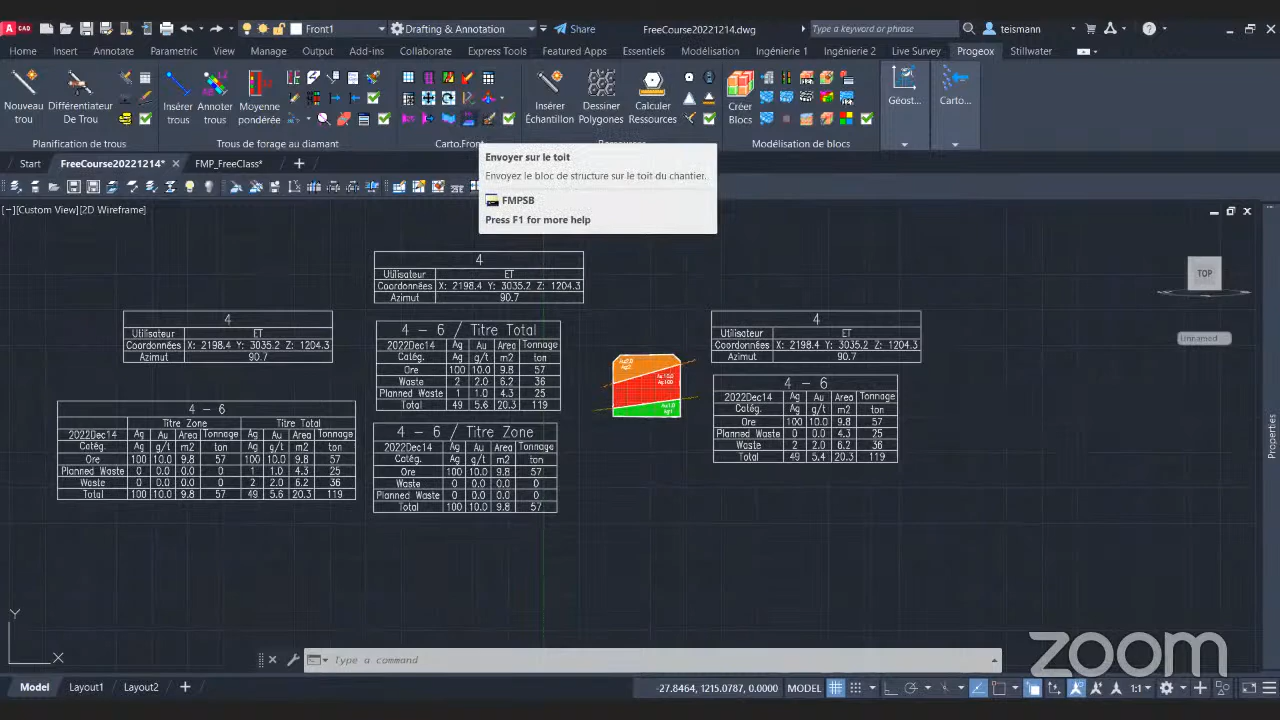 A CAD
Front1
Drafting & Annotation
Share
FreeCourse20221214.dwg
Type a keyword or phrase
teismann
Home Insert Annotate Parametric View Manage Output Add-ins Collaborate Express Tools Featured Apps Essentiels Modélisation Ingénierie 1 Ingénierie 2 Live Survey Progeox Stillwater
Nouveau trou
Différentiateur De Trou
Planification de trous
Insérer trous
Annoter trous
Moyenne pondérée
Trous de forage au diamant
Carto.Front
Insérer Échantillon
Dessiner Polygones
Calculer Ressources
Créer Blocs
Modélisation de blocs
Géost...
Carto...
Start FreeCourse20221214* FMP_FreeClass*
Envoyer sur le toit
Envoyez le bloc de structure sur le toit du chantier.
FMPSB
Press F1 for more help
[−][Custom View][2D Wireframe]
TOP
Unnamed
Properties
4
Utilisateur ET
Coordonnées X: 2198.4 Y: 3035.2 Z: 1204.3
Azimut 90.7
4 - 6
Titre Zone Titre Total
2022Dec14 Ag Au Area Tonnage Ag Au Area Tonnage
Catég. Ag g/t m2 ton Ag g/t m2 ton
Ore 100 10.0 9.8 57 100 10.0 9.8 57
Planned Waste 0 0.0 0.0 0 1 1.0 4.3 25
Waste 0 0.0 0.0 0 2 2.0 6.2 36
Total 100 10.0 9.8 57 49 5.6 20.3 119
4
Utilisateur ET
Coordonnées X: 2198.4 Y: 3035.2 Z: 1204.3
Azimut 90.7
4 - 6 / Titre Total
2022Dec14 Ag Au Area Tonnage
Catég. Ag g/t m2 ton
Ore 100 10.0 9.8 57
Waste 2 2.0 6.2 36
Planned Waste 1 1.0 4.3 25
Total 49 5.6 20.3 119
4 - 6 / Titre Zone
2022Dec14 Ag Au Area Tonnage
Catég. Ag g/t m2 ton
Ore 100 10.0 9.8 57
Waste 0 0.0 0.0 0
Planned Waste 0 0.0 0.0 0
Total 100 10.0 9.8 57
4
Utilisateur ET
Coordonnées X: 2198.4 Y: 3035.2 Z: 1204.3
Azimut 90.7
4 - 6
2022Dec14 Ag Au Area Tonnage
Catég. Ag g/t m2 ton
Ore 100 10.0 9.8 57
Planned Waste 0 0.0 4.3 25
Waste 2 2.0 6.2 36
Total 49 5.4 20.3 119
Y
X
Type a command
zoom
Model Layout1 Layout2
-27.8464, 1215.0787, 0.0000 MODEL
1:1